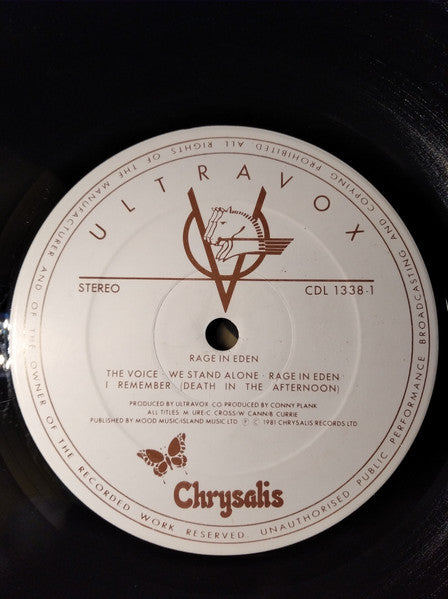 ULTRAVOX
STEREO
CDL 1338-1
RAGE IN EDEN
THE VOICE · WE STAND ALONE · RAGE IN EDEN
I REMEMBER (DEATH IN THE AFTERNOON)
PRODUCED BY ULTRAVOX CO PRODUCED BY CONNY PLANK
ALL TITLES: M URE·C CROSS/W CANN·B CURRIE
PUBLISHED BY MOOD MUSIC/ISLAND MUSIC LTD ℗ © 1981 CHRYSALIS RECORDS LTD
Chrysalis
ALL RIGHTS OF THE MANUFACTURER AND OF THE OWNER OF THE RECORDED WORK RESERVED. UNAUTHORISED PUBLIC PERFORMANCE BROADCASTING AND COPYING PROHIBITED